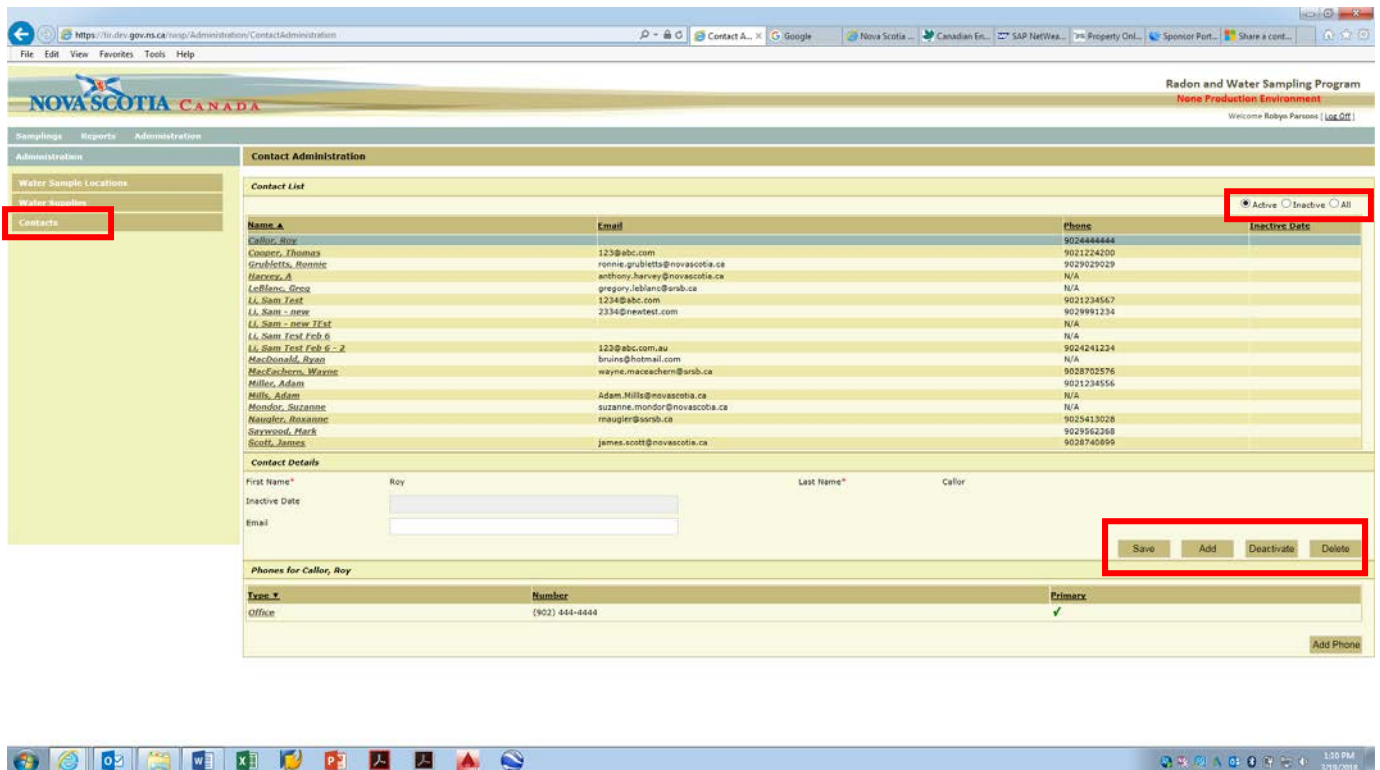 https://fir.dev.gov.ns.ca/rwsp/Administration/ContactAdministration
Contact A... Google Nova Scotia ... Canadian En... SAP NetWea... Property Onl... Sponsor Port... Share a cont...
File Edit View Favorites Tools Help
NOVA SCOTIA CANADA
Radon and Water Sampling Program
None Production Environment
Welcome Robyn Parsons [ Log Off ]
Samplings Reports Administration
Administration
Contact Administration
Water Sample Locations
Water Supplies
Contacts
Contact List
Active Inactive All
Name ▲ Email Phone Inactive Date
Callor, Roy 9024444444
Cooper, Thomas 123@abc.com 9021224200
Grubletts, Ronnie ronnie.grubletts@novascotia.ca 9029029029
Harvey, A anthony.harvey@novascotia.ca N/A
LeBlanc, Greg gregory.leblanc@srsb.ca N/A
Li, Sam Test 1234@abc.com 9021234567
Li, Sam - new 2334@newtest.com 9029991234
Li, Sam - new TEst N/A
Li, Sam Test Feb 6 N/A
Li, Sam Test Feb 6 - 2 123@abc.com.au 9024241234
MacDonald, Ryan bruins@hotmail.com N/A
MacEachern, Wayne wayne.maceachern@srsb.ca 9028702576
Miller, Adam 9021234556
Mills, Adam Adam.Mills@novascotia.ca N/A
Mondor, Suzanne suzanne.mondor@novascotia.ca N/A
Naugler, Roxanne rnaugler@ssrsb.ca 9025413028
Saywood, Mark 9029562368
Scott, James james.scott@novascotia.ca 9028740899
Contact Details
First Name* Roy Last Name* Callor
Inactive Date
Email
Save Add Deactivate Delete
Phones for Callor, Roy
Type ▼ Number Primary
Office (902) 444-4444 ✓
Add Phone
1:10 PM
3/19/2018